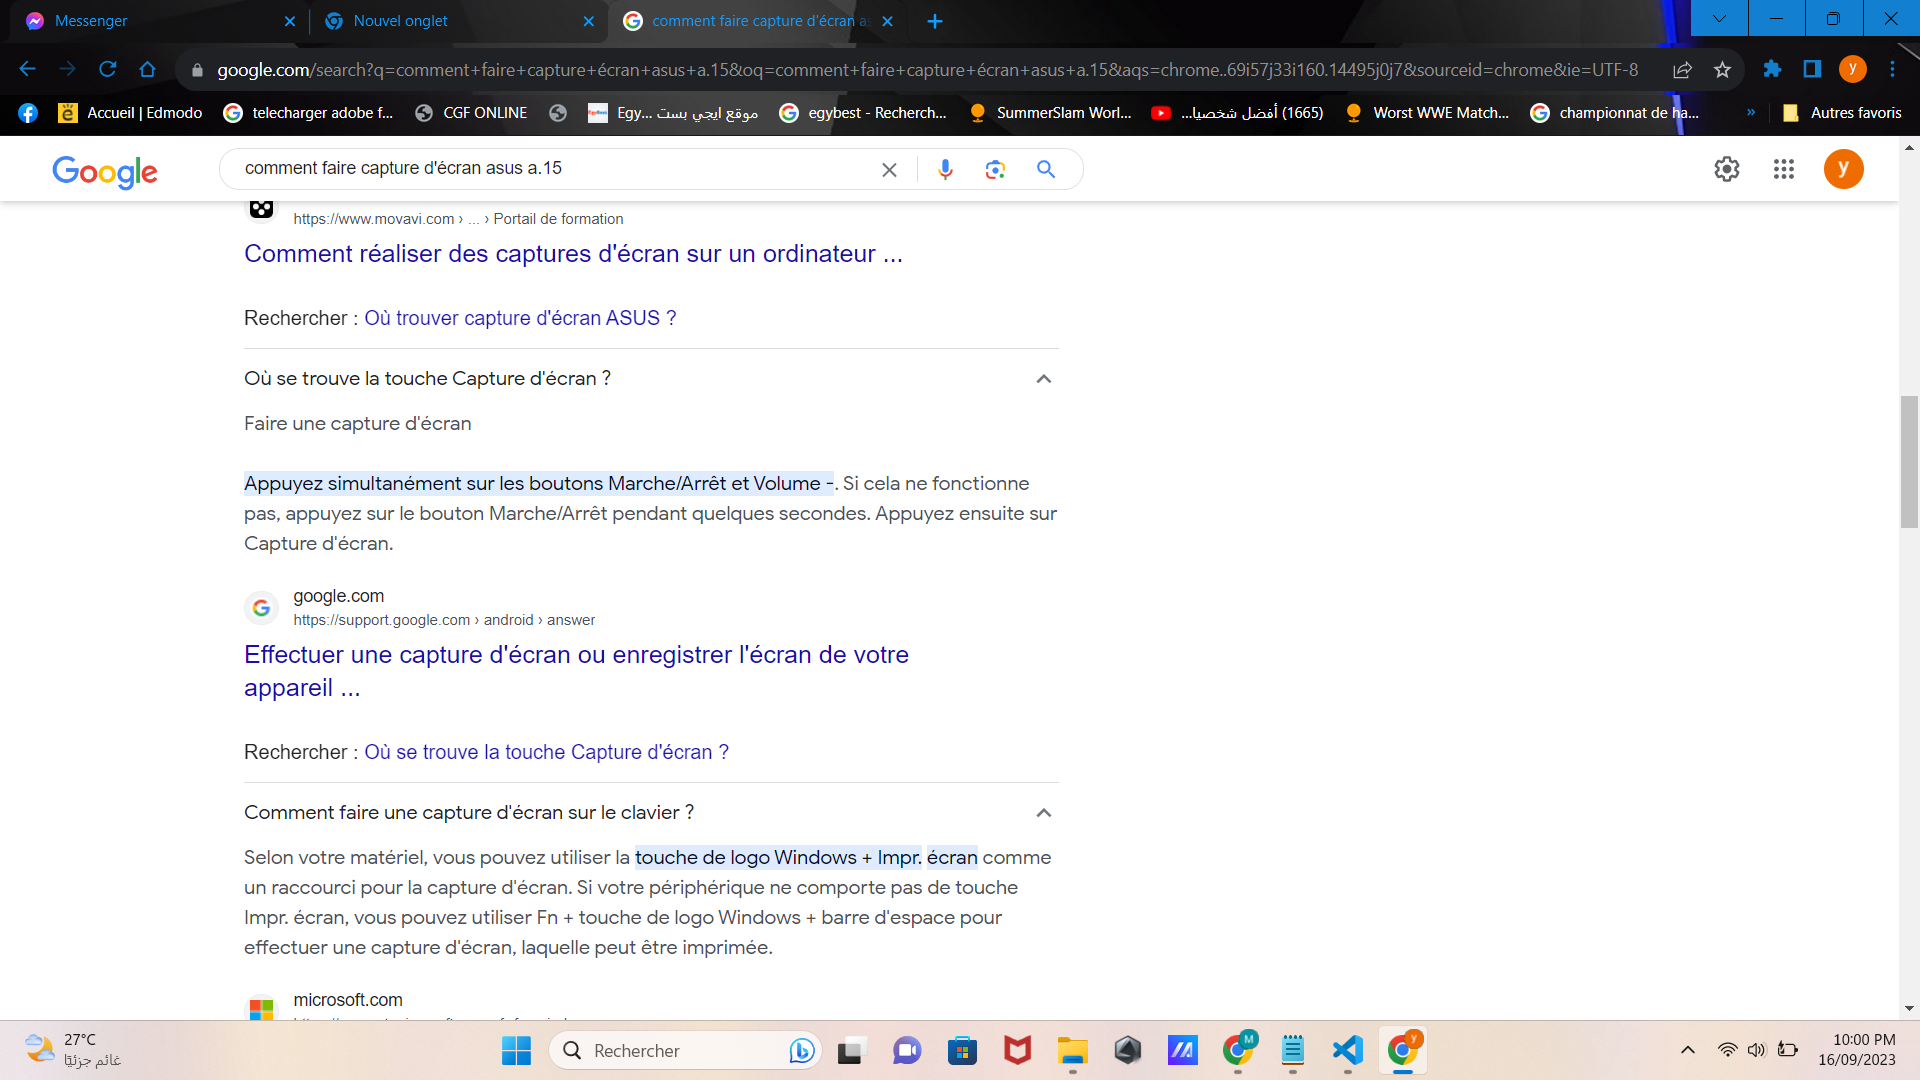 Messenger
Nouvel onglet
comment faire capture d'écran as
google.com/search?q=comment+faire+capture+écran+asus+a.15&oq=comment+faire+capture+écran+asus+a.15&aqs=chrome..69i57j33i160.14495j0j7&sourceid=chrome&ie=UTF-8
y
Accueil | Edmodo
telecharger adobe f...
CGF ONLINE
Egy... موقع ايجي بست
egybest - Recherch...
SummerSlam Worl...
(1665) أفضل شخصيا...
Worst WWE Match...
championnat de ha...
»
Autres favoris
Google
comment faire capture d'écran asus a.15
y
https://www.movavi.com › ... › Portail de formation
Comment réaliser des captures d'écran sur un ordinateur ...
Rechercher : Où trouver capture d'écran ASUS ?
Où se trouve la touche Capture d'écran ?
Faire une capture d'écran
Appuyez simultanément sur les boutons Marche/Arrêt et Volume -. Si cela ne fonctionne
pas, appuyez sur le bouton Marche/Arrêt pendant quelques secondes. Appuyez ensuite sur
Capture d'écran.
google.com
https://support.google.com › android › answer
Effectuer une capture d'écran ou enregistrer l'écran de votre
appareil ...
Rechercher : Où se trouve la touche Capture d'écran ?
Comment faire une capture d'écran sur le clavier ?
Selon votre matériel, vous pouvez utiliser la touche de logo Windows + Impr. écran comme
un raccourci pour la capture d'écran. Si votre périphérique ne comporte pas de touche
Impr. écran, vous pouvez utiliser Fn + touche de logo Windows + barre d'espace pour
effectuer une capture d'écran, laquelle peut être imprimée.
microsoft.com
27°C
غائم جزئيًا
Rechercher
M
y
10:00 PM
16/09/2023